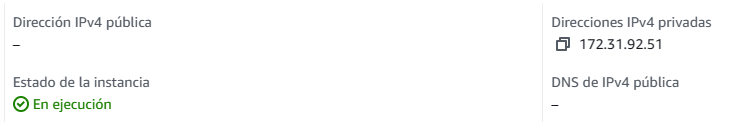 Dirección IPv4 pública
–
Estado de la instancia
En ejecución
Direcciones IPv4 privadas
172.31.92.51
DNS de IPv4 pública
–